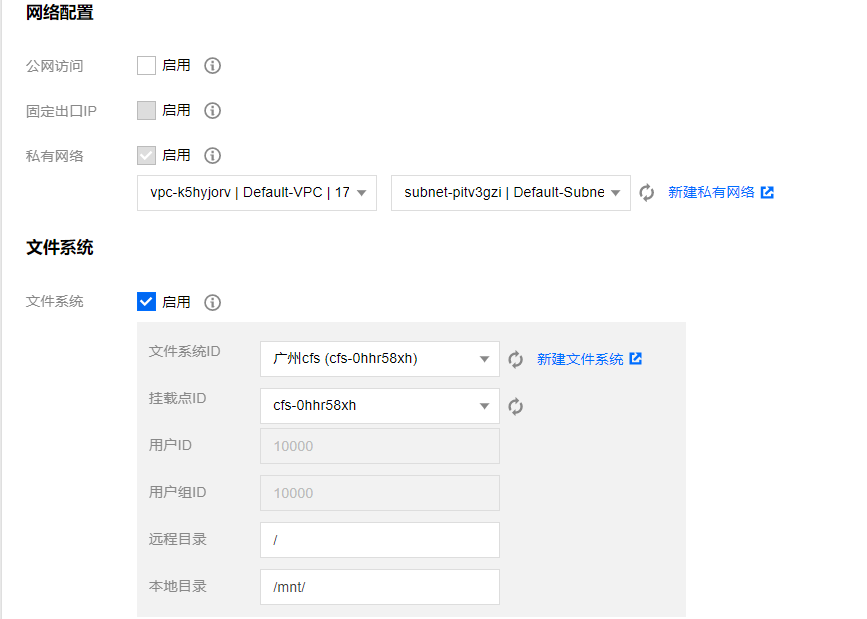 网络配置
公网访问 启用
固定出口IP 启用
私有网络 启用
vpc-k5hyjorv | Default-VPC | 17 subnet-pitv3gzi | Default-Subne 新建私有网络
文件系统
文件系统 启用
文件系统ID 广州cfs (cfs-0hhr58xh) 新建文件系统
挂载点ID cfs-0hhr58xh
用户ID 10000
用户组ID 10000
远程目录 /
本地目录 /mnt/